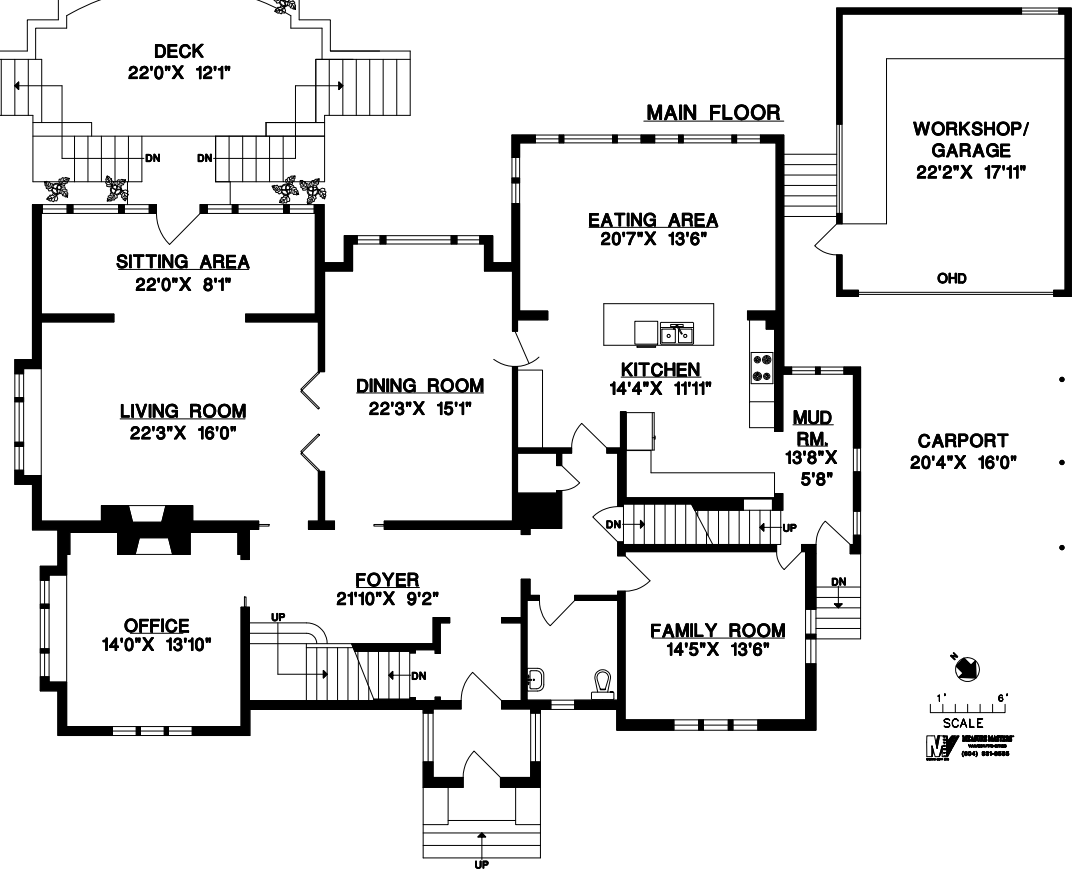 DECK
22'0"X 12'1"
DN
DN
MAIN FLOOR
WORKSHOP/
GARAGE
22'2"X 17'11"
OHD
EATING AREA
20'7"X 13'6"
SITTING AREA
22'0"X 8'1"
KITCHEN
14'4"X 11'11"
DINING ROOM
22'3"X 15'1"
LIVING ROOM
22'3"X 16'0"
MUD
RM.
13'8"X
5'8"
CARPORT
20'4"X 16'0"
DN
UP
FOYER
21'10"X 9'2"
DN
UP
OFFICE
14'0"X 13'10"
FAMILY ROOM
14'5"X 13'6"
DN
N
1' 6'
SCALE
MEASURE MASTERS
UP